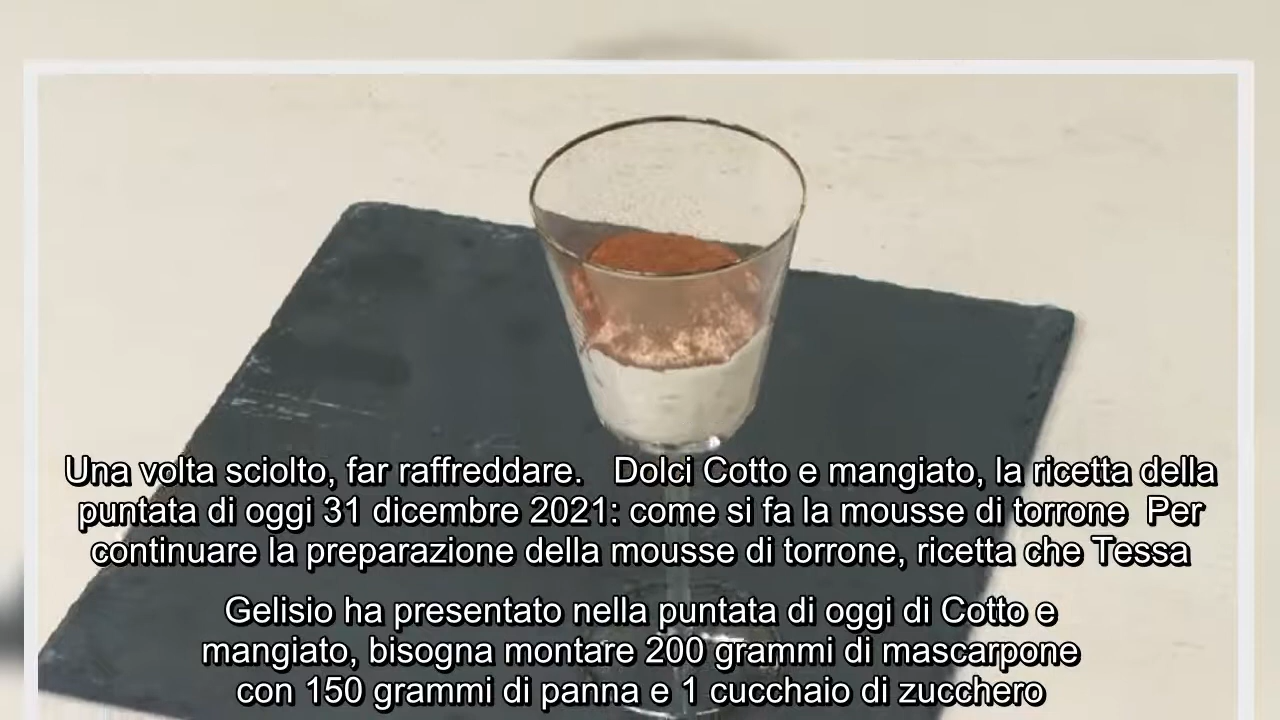 Una volta sciolto, far raffreddare. Dolci Cotto e mangiato, la ricetta della
puntata di oggi 31 dicembre 2021: come si fa la mousse di torrone Per
continuare la preparazione della mousse di torrone, ricetta che Tessa
Gelisio ha presentato nella puntata di oggi di Cotto e
mangiato, bisogna montare 200 grammi di mascarpone
con 150 grammi di panna e 1 cucchaio di zucchero